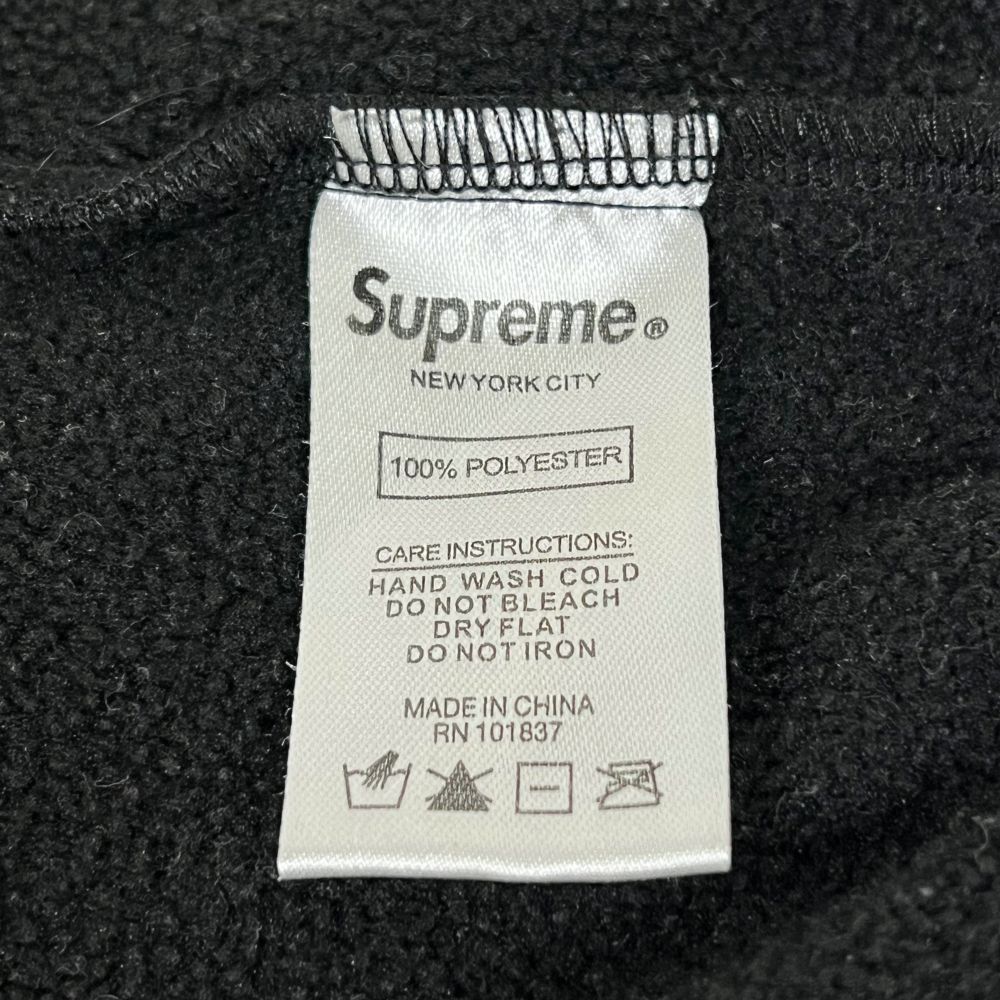 Supreme®
NEW YORK CITY
100% POLYESTER
CARE INSTRUCTIONS:
HAND WASH COLD
DO NOT BLEACH
DRY FLAT
DO NOT IRON
MADE IN CHINA
RN 101837